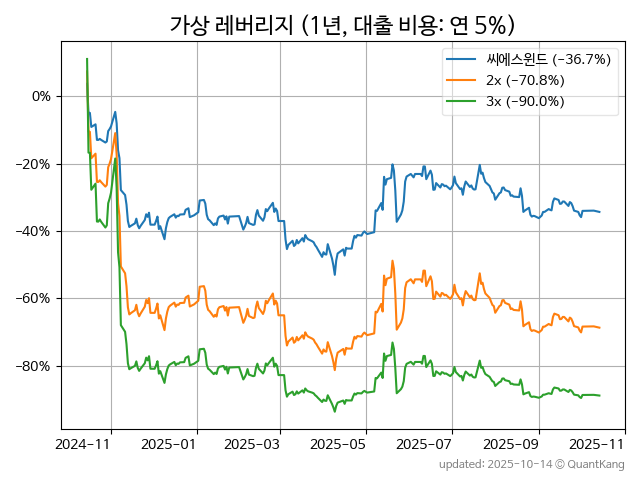 가상 레버리지 (1년, 대출 비용: 연 5%)
씨에스윈드 (-36.7%)
2x (-70.8%)
3x (-90.0%)
0%
-20%
-40%
-60%
-80%
2024-11 2025-01 2025-03 2025-05 2025-07 2025-09 2025-11
updated: 2025-10-14 © QuantKang